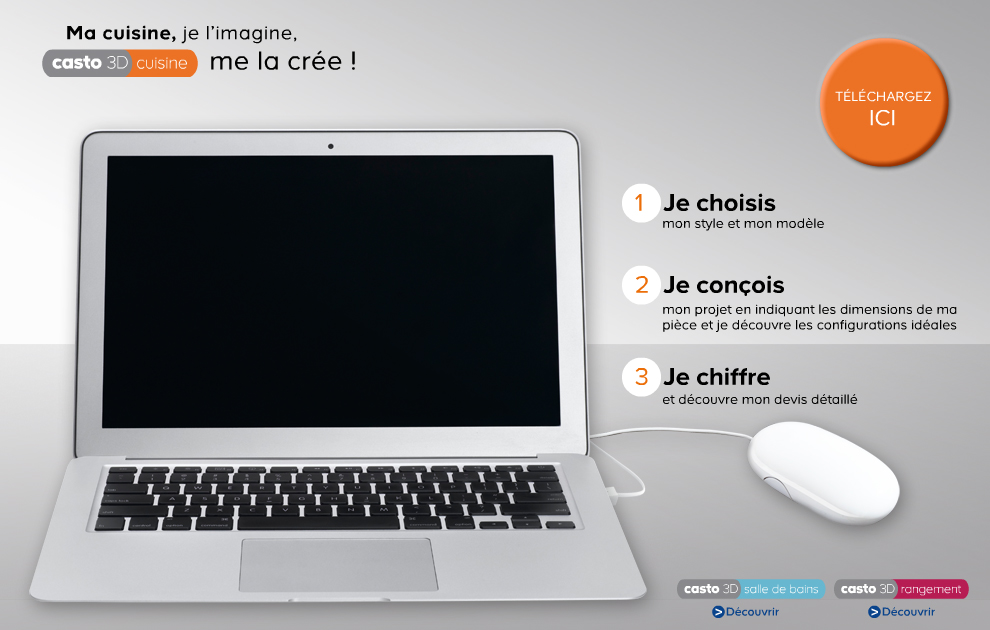 Ma cuisine, je l'imagine,
casto 3D cuisine me la crée !
TÉLÉCHARGEZ
ICI
1 Je choisis
mon style et mon modèle
2 Je conçois
mon projet en indiquant les dimensions de ma
pièce et je découvre les configurations idéales
3 Je chiffre
et découvre mon devis détaillé
casto 3D salle de bains
Découvrir
casto 3D rangement
Découvrir